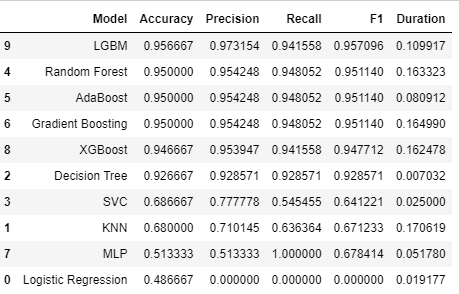 Model Accuracy Precision Recall F1 Duration
9 LGBM 0.956667 0.973154 0.941558 0.957096 0.109917
4 Random Forest 0.950000 0.954248 0.948052 0.951140 0.163323
5 AdaBoost 0.950000 0.954248 0.948052 0.951140 0.080912
6 Gradient Boosting 0.950000 0.954248 0.948052 0.951140 0.164990
8 XGBoost 0.946667 0.953947 0.941558 0.947712 0.162478
2 Decision Tree 0.926667 0.928571 0.928571 0.928571 0.007032
3 SVC 0.686667 0.777778 0.545455 0.641221 0.025000
1 KNN 0.680000 0.710145 0.636364 0.671233 0.170619
7 MLP 0.513333 0.513333 1.000000 0.678414 0.051780
0 Logistic Regression 0.486667 0.000000 0.000000 0.000000 0.019177